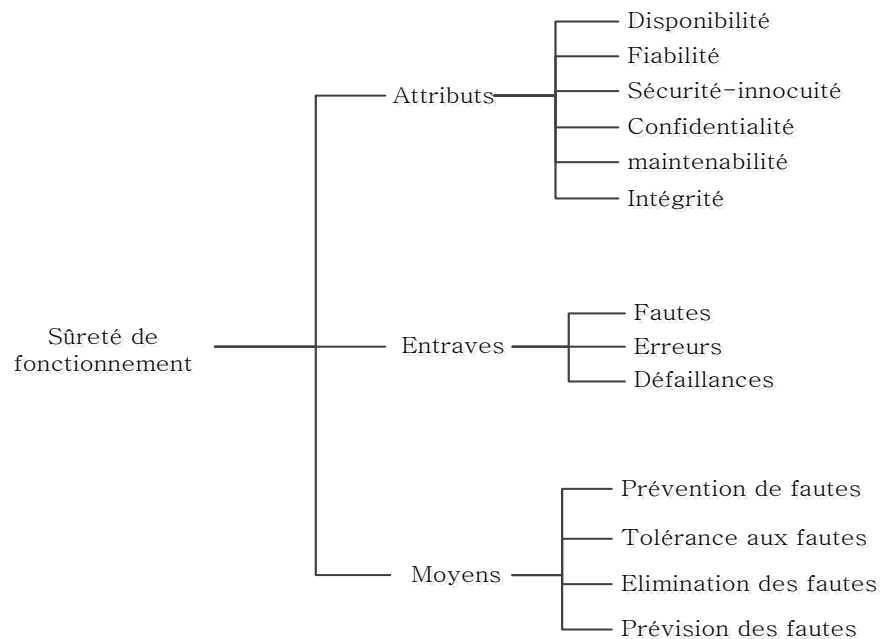 Sûreté de
fonctionnement
Attributs
Disponibilité
Fiabilité
Sécurité-innocuité
Confidentialité
maintenabilité
Intégrité
Entraves
Fautes
Erreurs
Défaillances
Moyens
Prévention de fautes
Tolérance aux fautes
Elimination des fautes
Prévision des fautes